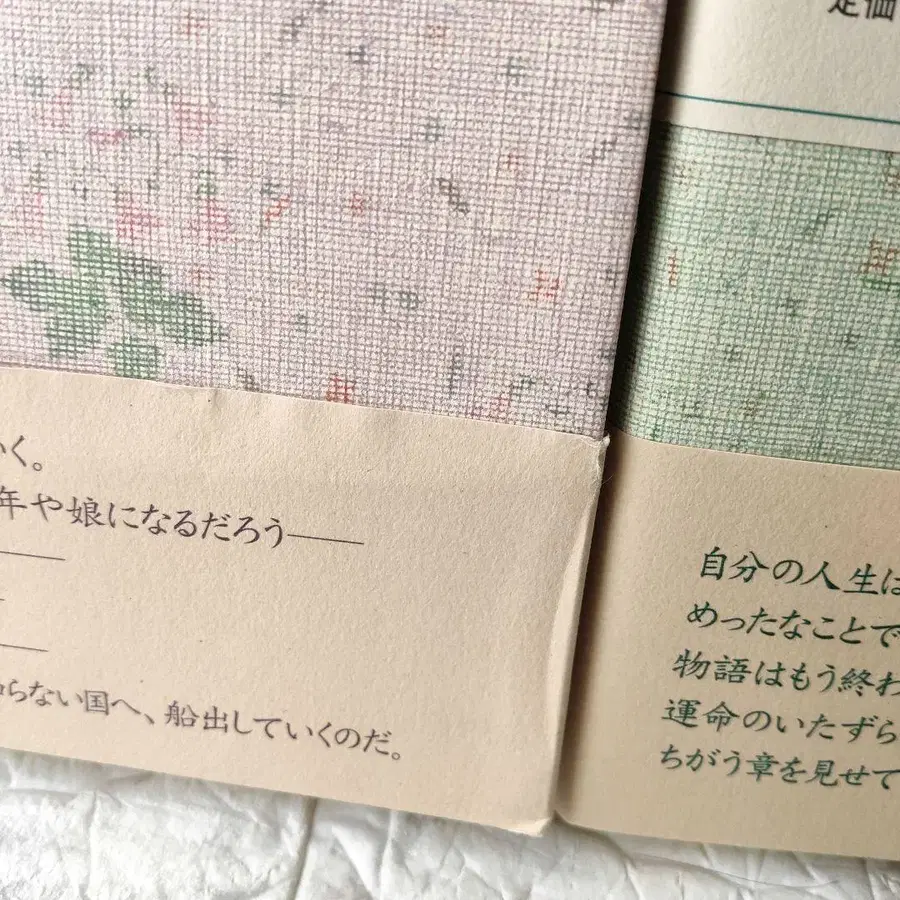 定価
く。
年や娘になるだろう——
らない国へ、船出していくのだ。
自分の人生は
めったなことで
物語はもう終わ
運命のいたずら
ちがう章を見せて